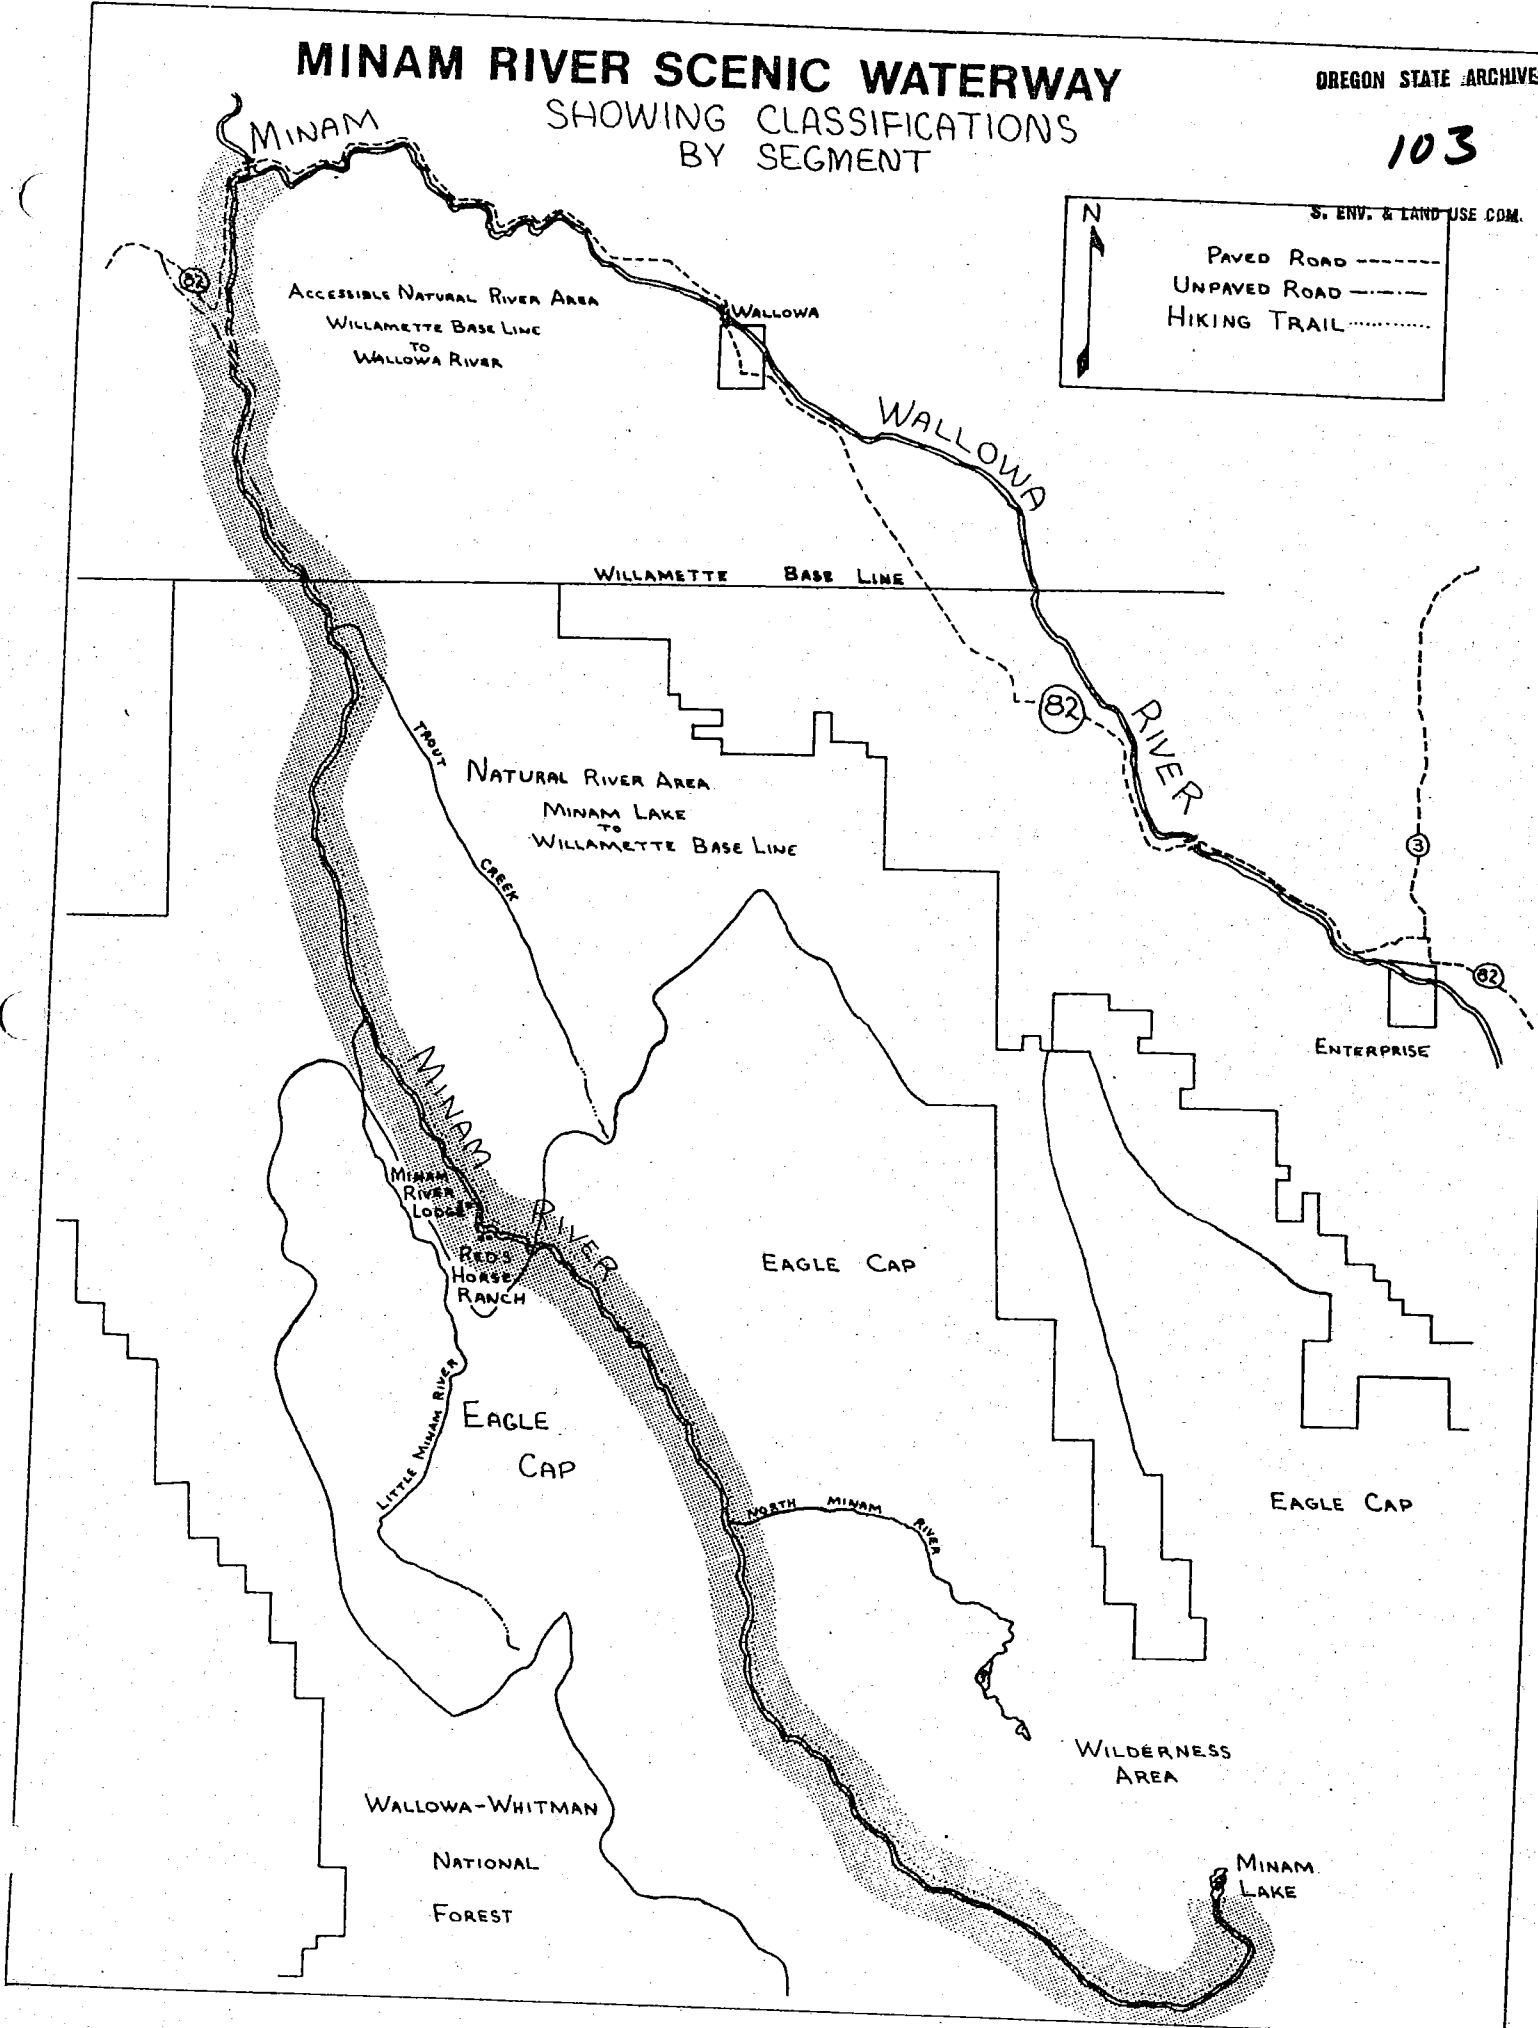 MINAM RIVER SCENIC WATERWAY
SHOWING CLASSIFICATIONS
BY SEGMENT
OREGON STATE ARCHIVE
103
S. ENV. & LAND USE COM.
N
PAVED ROAD
UNPAVED ROAD
HIKING TRAIL
MINAM
82
ACCESSIBLE NATURAL RIVER AREA
WILLAMETTE BASE LINE
TO
WALLOWA RIVER
WALLOWA
WALLOWA
RIVER
WILLAMETTE BASE LINE
82
3
82
ENTERPRISE
TROUT
CREEK
NATURAL RIVER AREA
MINAM LAKE
TO
WILLAMETTE BASE LINE
MINAM
RIVER
MINAM
RIVER
LODGE
RED'S
HORSE
RANCH
EAGLE CAP
LITTLE MINAM RIVER
EAGLE
CAP
NORTH MINAM
RIVER
EAGLE CAP
WILDERNESS
AREA
WALLOWA-WHITMAN
NATIONAL
FOREST
MINAM
LAKE